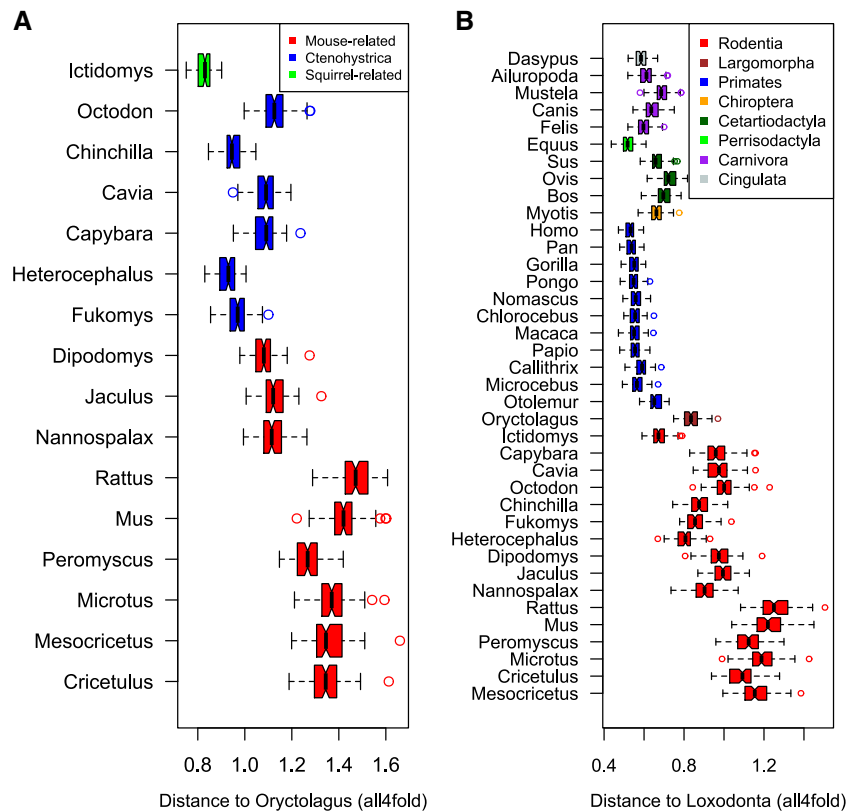 A
Mouse-related
Ctenohystrica
Squirrel-related
Ictidomys
Octodon
Chinchilla
Cavia
Capybara
Heterocephalus
Fukomys
Dipodomys
Jaculus
Nannospalax
Rattus
Mus
Peromyscus
Microtus
Mesocricetus
Cricetulus
0.8 1.0 1.2 1.4 1.6
Distance to Oryctolagus (all4fold)
B
Rodentia
Largomorpha
Primates
Chiroptera
Cetartiodactyla
Perrisodactyla
Carnivora
Cingulata
Dasypus
Ailuropoda
Mustela
Canis
Felis
Equus
Sus
Ovis
Bos
Myotis
Homo
Pan
Gorilla
Pongo
Nomascus
Chlorocebus
Macaca
Papio
Callithrix
Microcebus
Otolemur
Oryctolagus
Ictidomys
Capybara
Cavia
Octodon
Chinchilla
Fukomys
Heterocephalus
Dipodomys
Jaculus
Nannospalax
Rattus
Mus
Peromyscus
Microtus
Cricetulus
Mesocricetus
0.4 0.8 1.2
Distance to Loxodonta (all4fold)